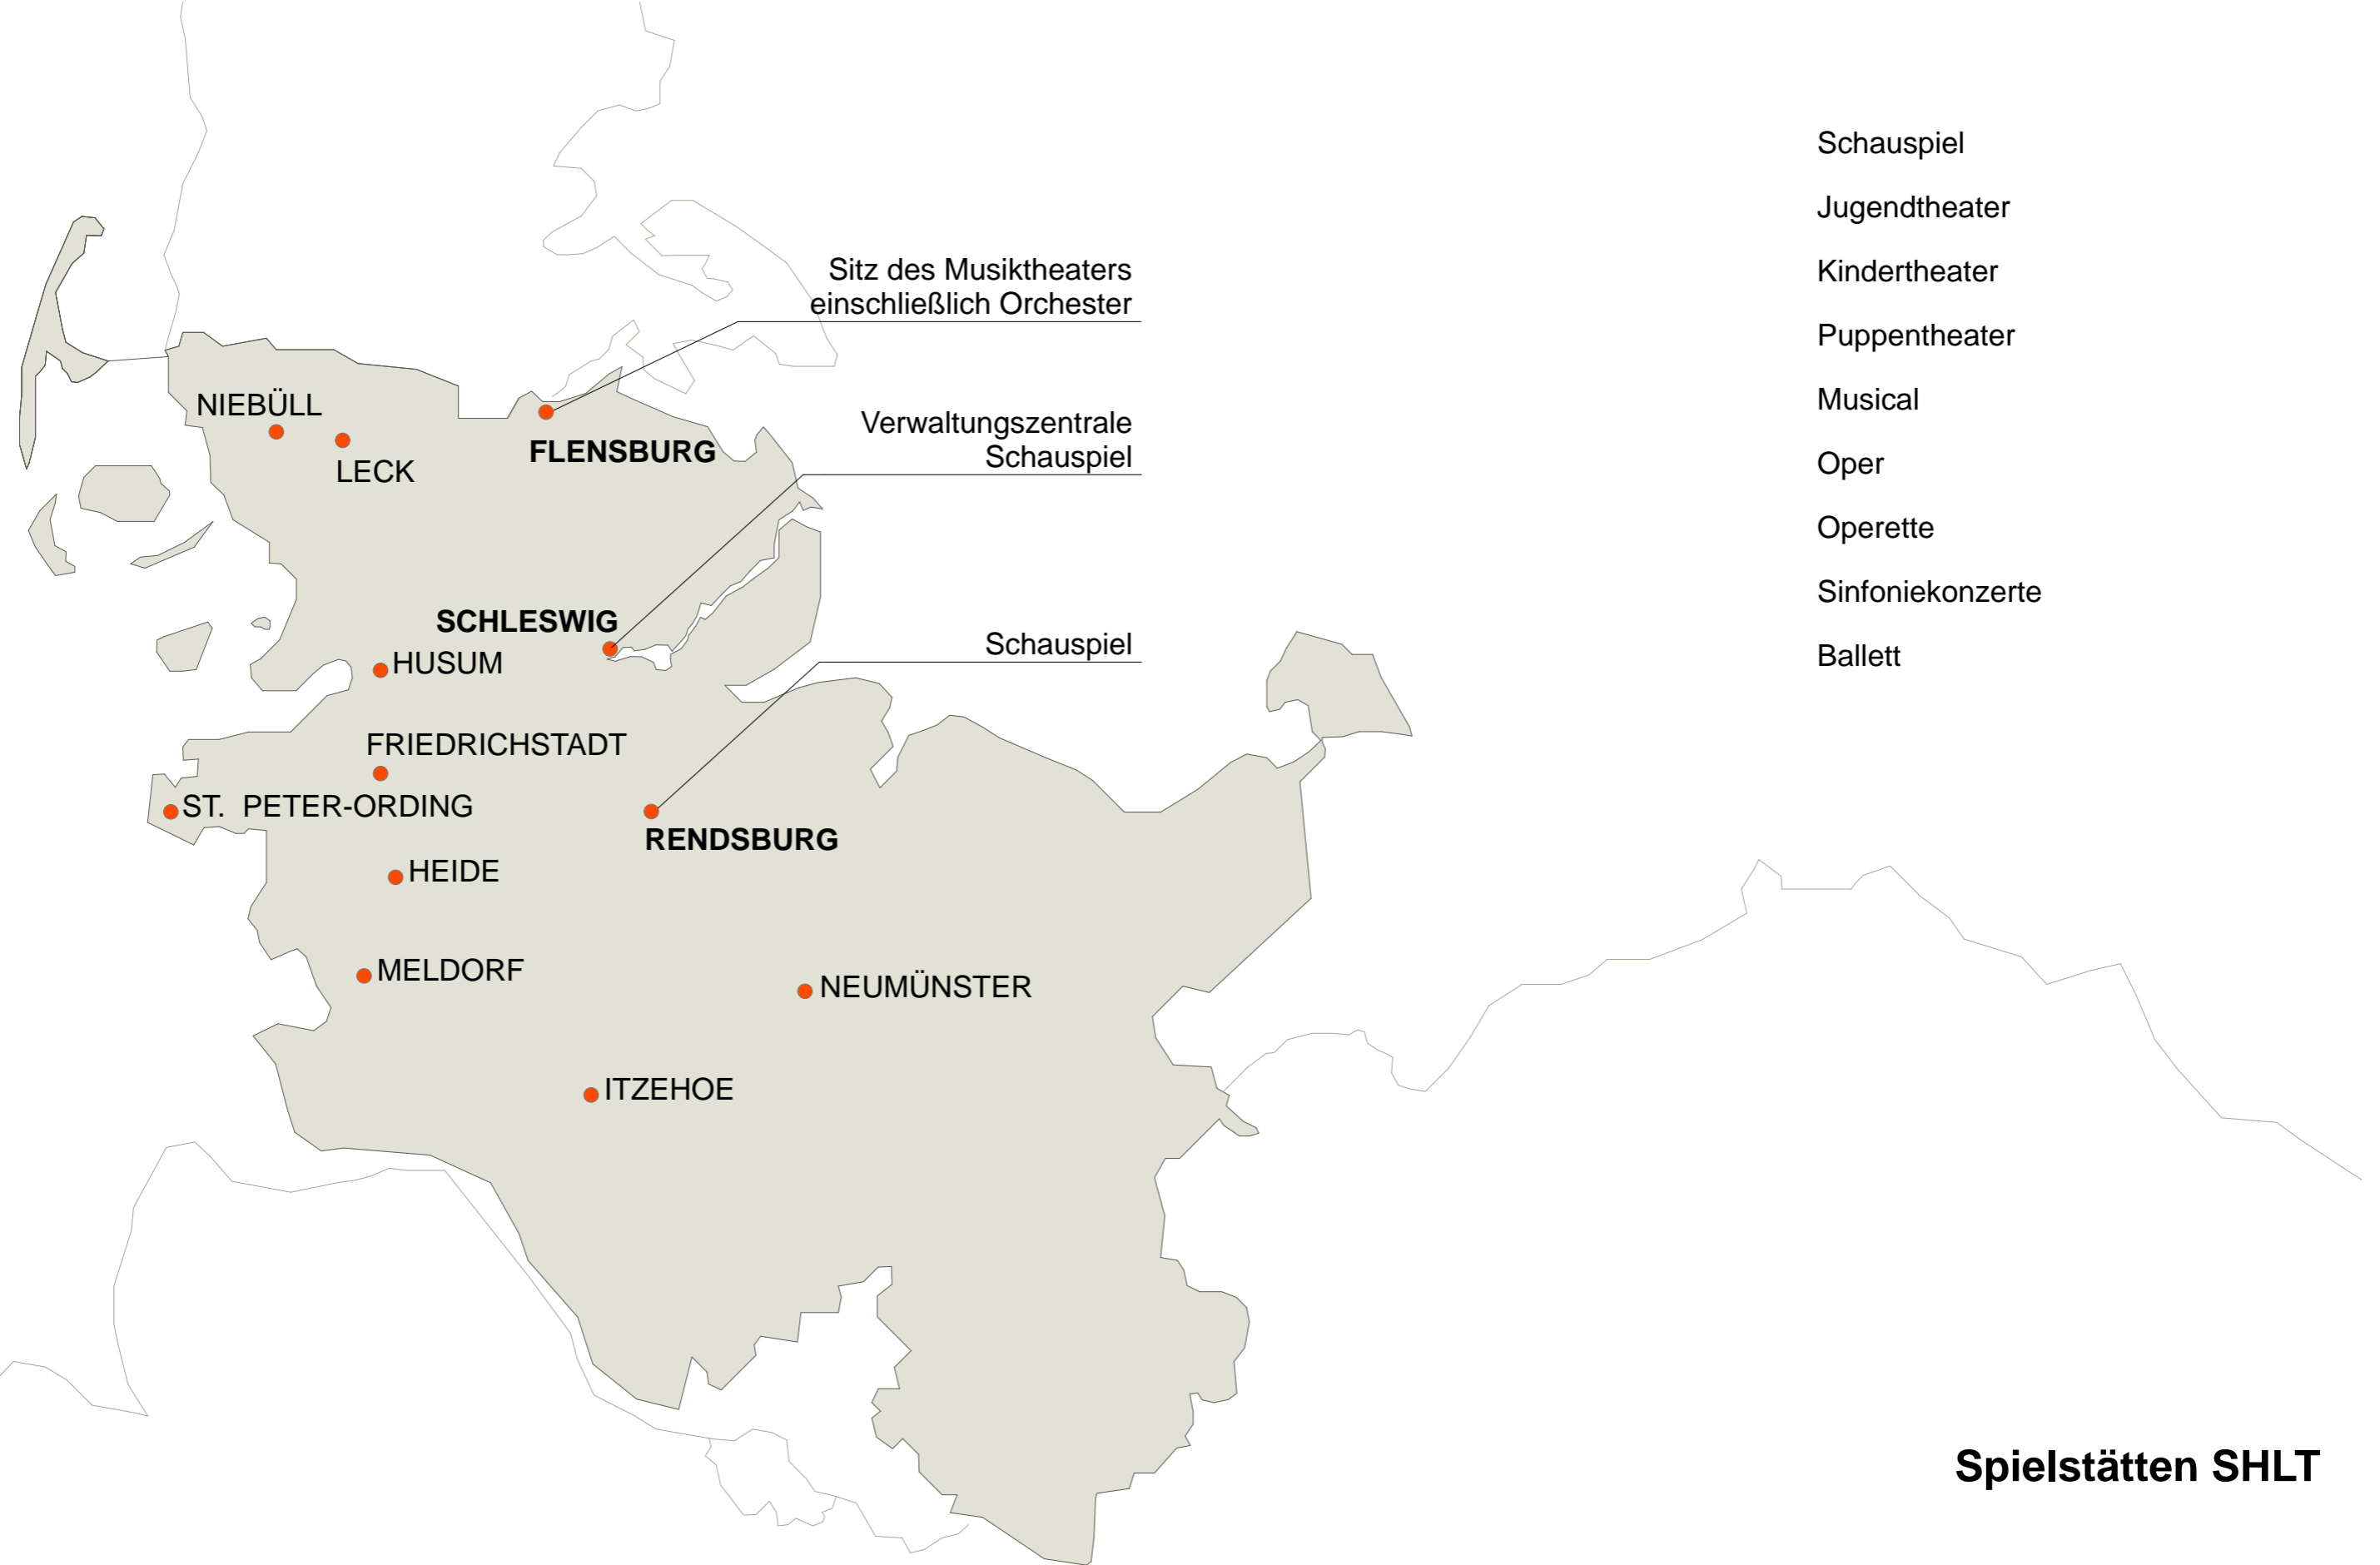 Schauspiel
Jugendtheater
Kindertheater
Puppentheater
Musical
Oper
Operette
Sinfoniekonzerte
Ballett
Sitz des Musiktheaters
einschließlich Orchester
Verwaltungszentrale
Schauspiel
Schauspiel
NIEBÜLL
LECK
FLENSBURG
SCHLESWIG
HUSUM
FRIEDRICHSTADT
ST. PETER-ORDING
RENDSBURG
HEIDE
MELDORF
NEUMÜNSTER
ITZEHOE
Spielstätten SHLT